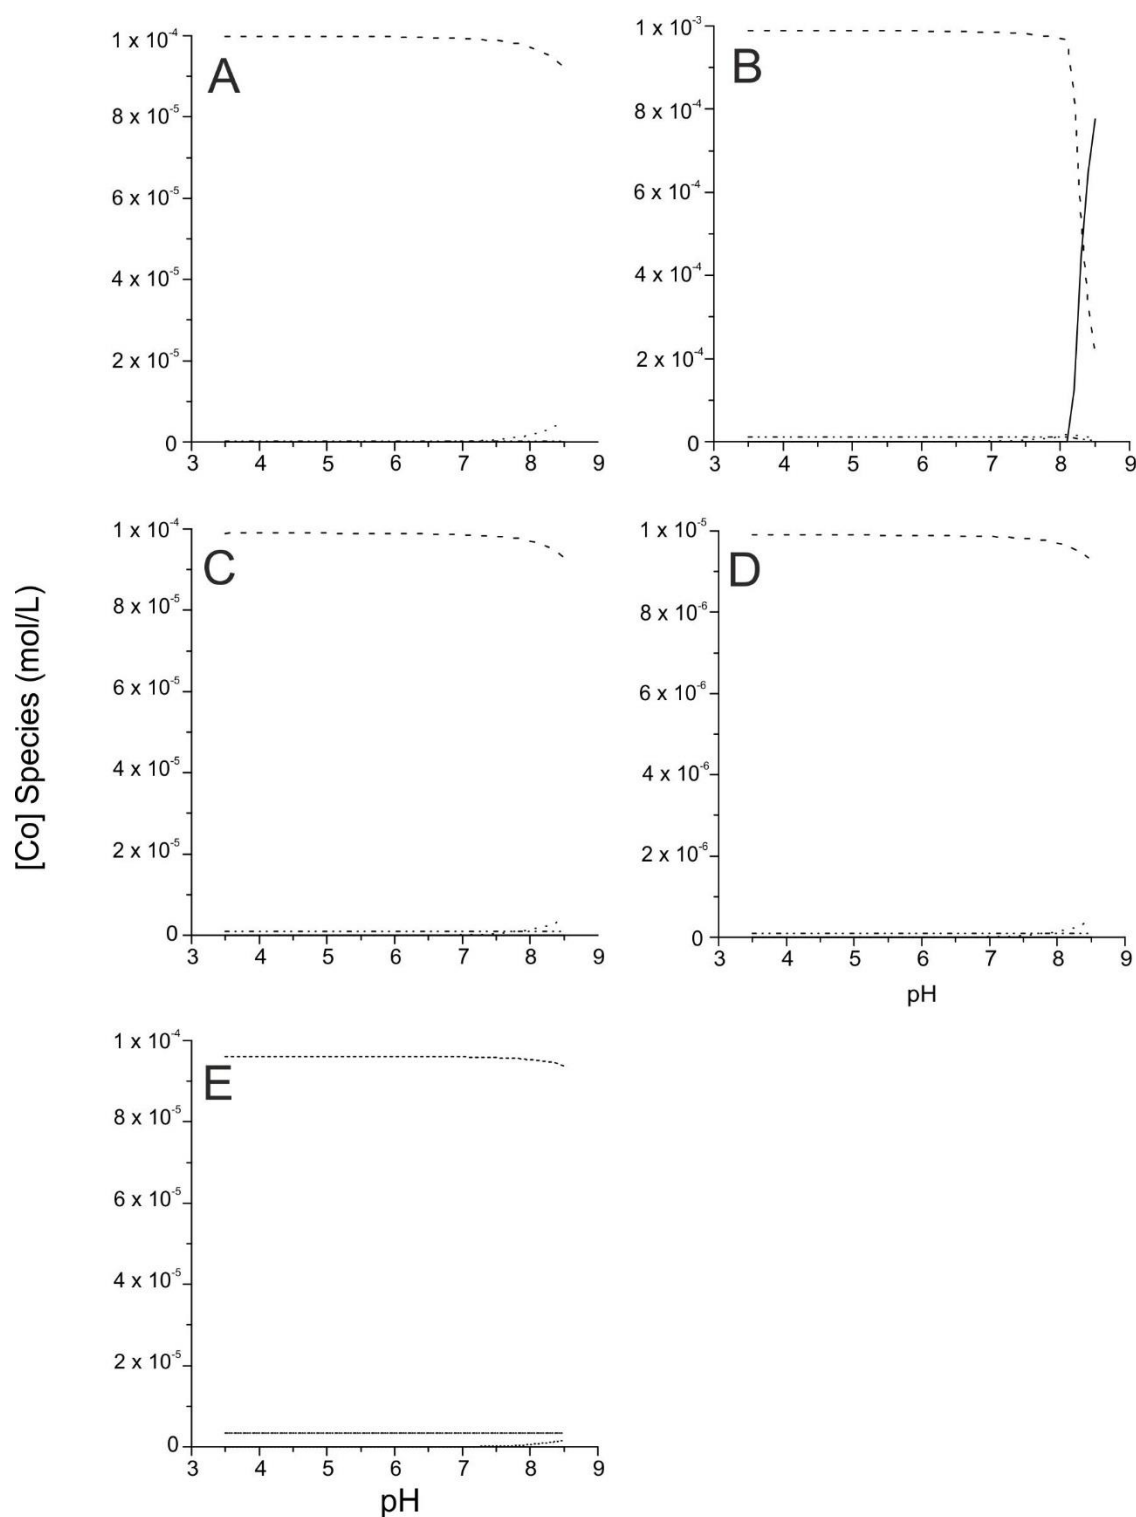 [Co] Species (mol/L)
A
1 x 10⁻⁴
8 x 10⁻⁵
6 x 10⁻⁵
4 x 10⁻⁵
2 x 10⁻⁵
0
3 4 5 6 7 8 9
B
1 x 10⁻³
8 x 10⁻⁴
6 x 10⁻⁴
4 x 10⁻⁴
2 x 10⁻⁴
0
3 4 5 6 7 8 9
C
1 x 10⁻⁴
8 x 10⁻⁵
6 x 10⁻⁵
4 x 10⁻⁵
2 x 10⁻⁵
0
3 4 5 6 7 8 9
D
1 x 10⁻⁵
8 x 10⁻⁶
6 x 10⁻⁶
4 x 10⁻⁶
2 x 10⁻⁶
0
3 4 5 6 7 8 9
pH
E
1 x 10⁻⁴
8 x 10⁻⁵
6 x 10⁻⁵
4 x 10⁻⁵
2 x 10⁻⁵
0
3 4 5 6 7 8 9
pH